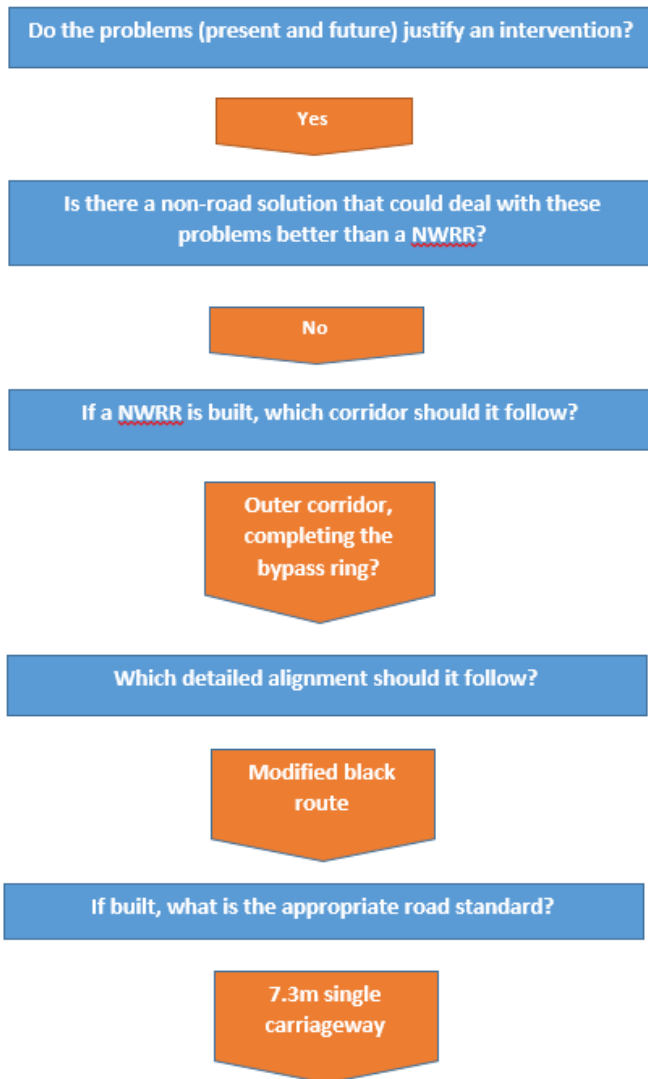 Do the problems (present and future) justify an intervention?
Yes
Is there a non-road solution that could deal with these
problems better than a NWRR?
No
If a NWRR is built, which corridor should it follow?
Outer corridor,
completing the
bypass ring?
Which detailed alignment should it follow?
Modified black
route
If built, what is the appropriate road standard?
7.3m single
carriageway